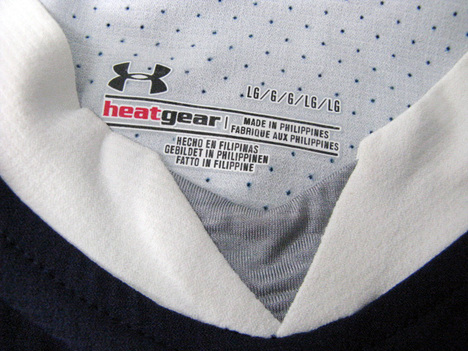 LG/G/G/LG/LG
heatgear
MADE IN PHILIPPINES
FABRIQUE AUX PHILIPPINES
HECHO EN FILIPINAS
GEBILDET IN PHILIPPINEN
FATTO IN FILIPPINE